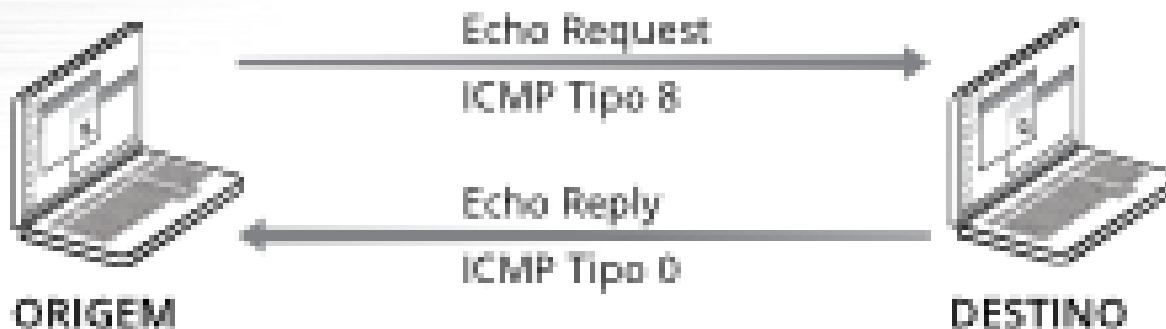 Echo Request
ICMP Tipo 8
Echo Reply
ICMP Tipo 0
ORIGEM
DESTINO